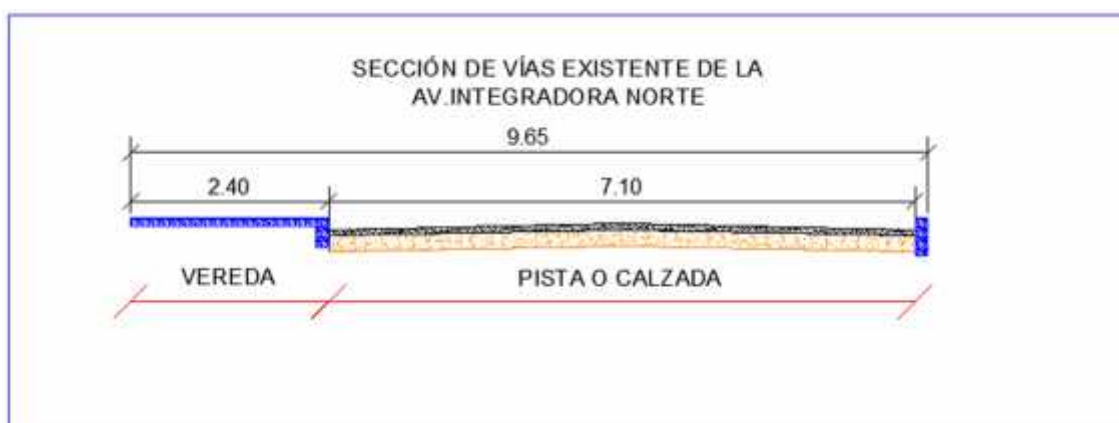 SECCIÓN DE VÍAS EXISTENTE DE LA
AV.INTEGRADORA NORTE
9.65
2.40
7.10
VEREDA
PISTA O CALZADA